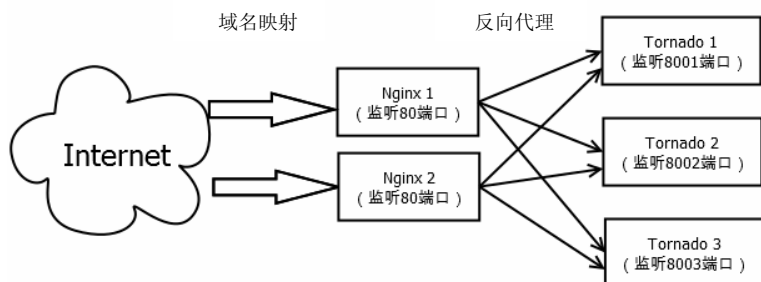 域名映射
反向代理
Internet
Nginx 1
(监听80端口)
Nginx 2
(监听80端口)
Tornado 1
(监听8001端口)
Tornado 2
(监听8002端口)
Tornado 3
(监听8003端口)